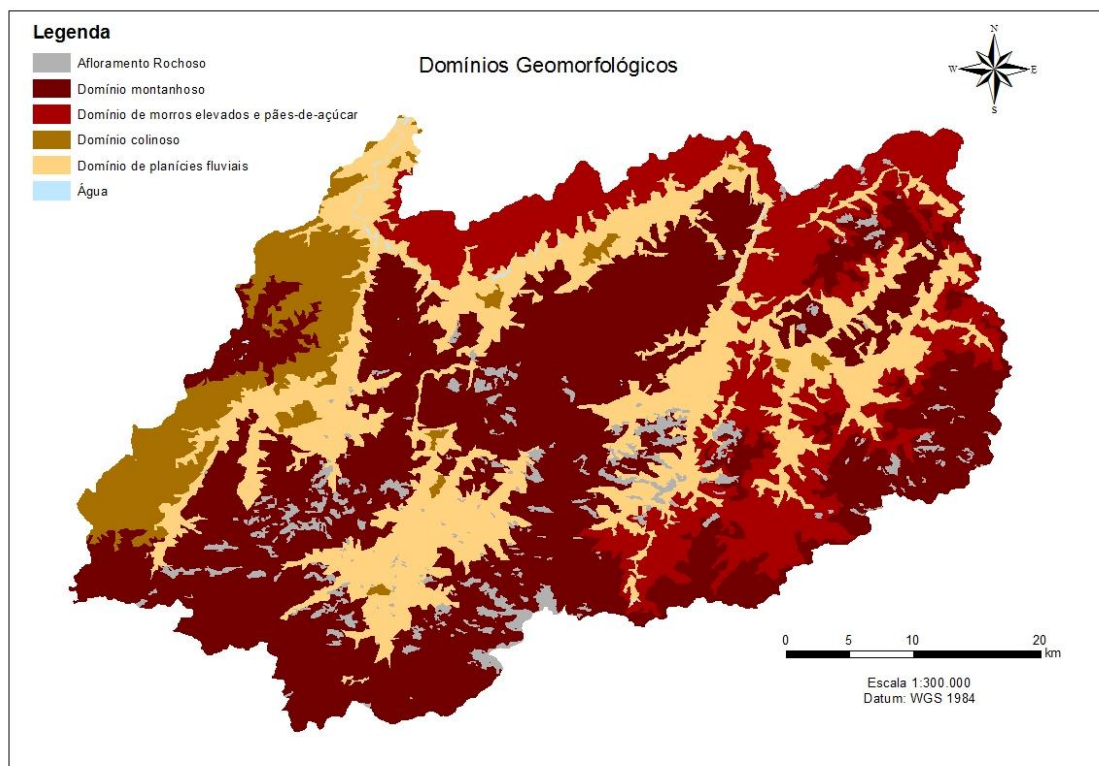 Legenda
Afloramento Rochoso
Domínio montanhoso
Domínio de morros elevados e pães-de-açúcar
Domínio colinoso
Domínio de planícies fluviais
Água
Domínios Geomorfológicos
N
W E
S
0 5 10 20
km
Escala 1:300.000
Datum: WGS 1984